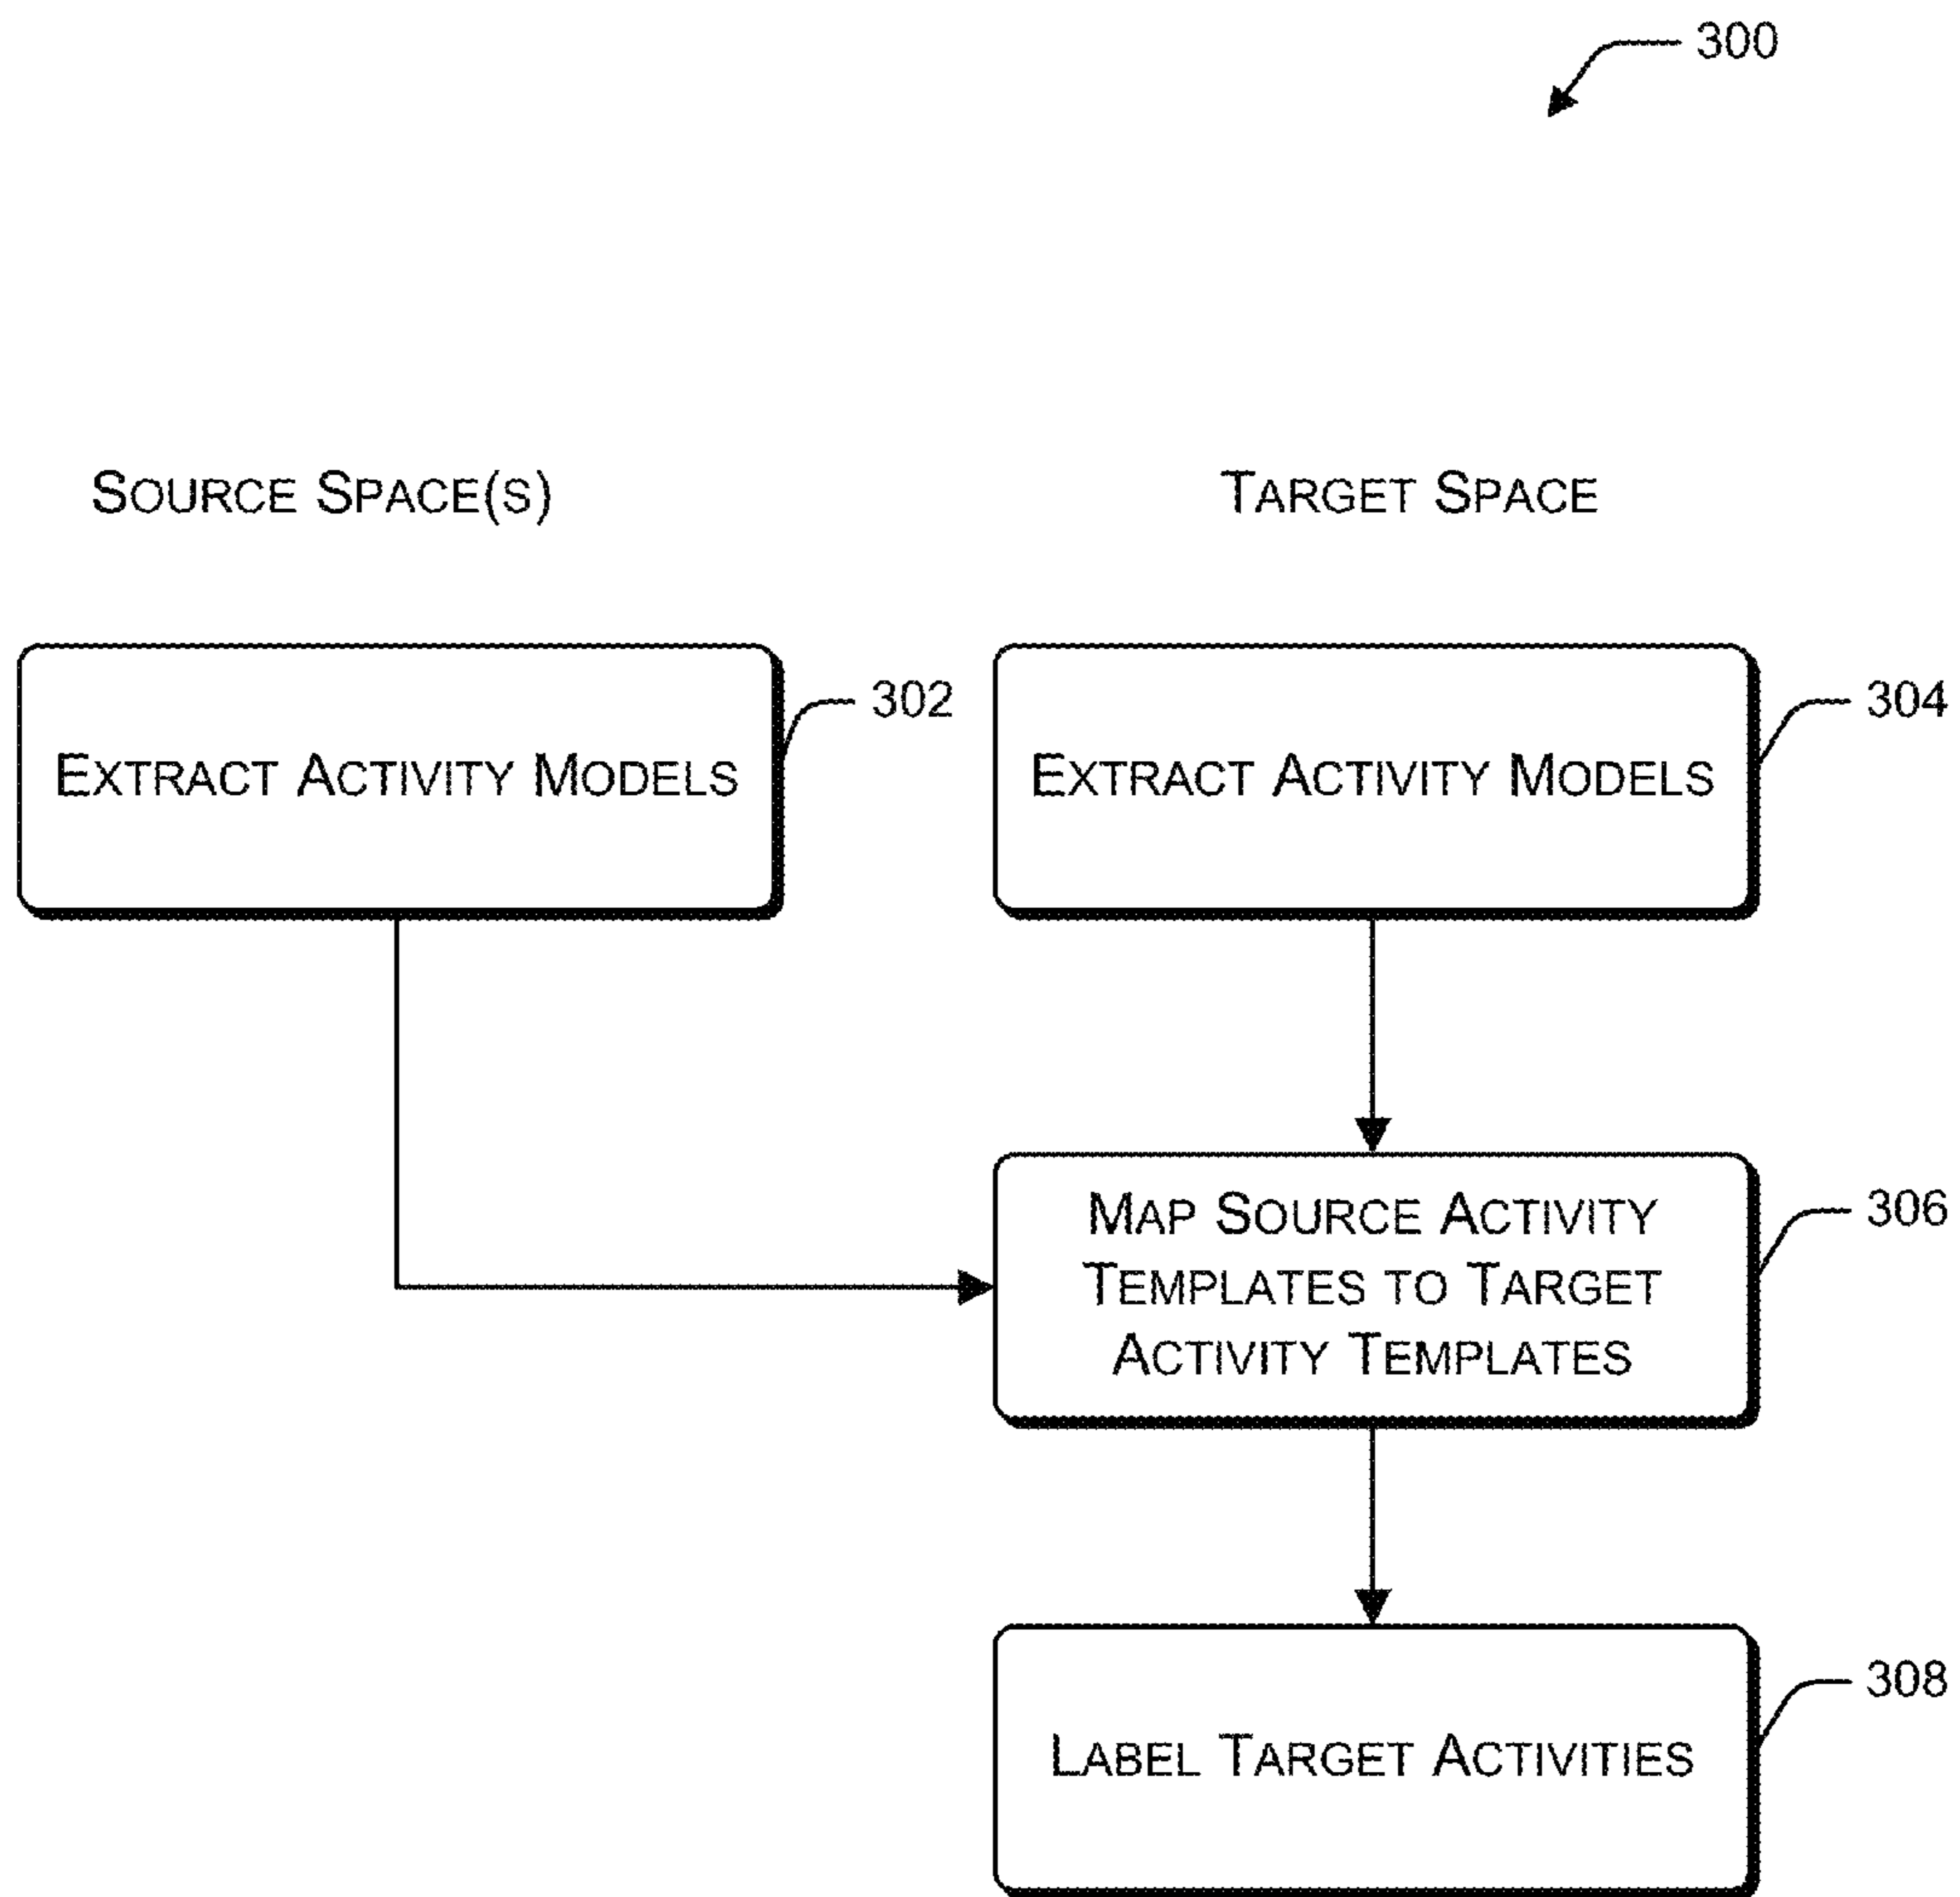 300
SOURCE SPACE(S)
TARGET SPACE
EXTRACT ACTIVITY MODELS
302
EXTRACT ACTIVITY MODELS
304
MAP SOURCE ACTIVITY
TEMPLATES TO TARGET
ACTIVITY TEMPLATES
306
LABEL TARGET ACTIVITIES
308